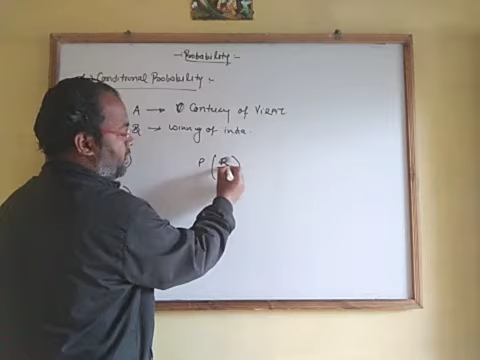 Probability :-
Conditional Probability :-
A → Century of VIRAT
B → winning of india.
P (B